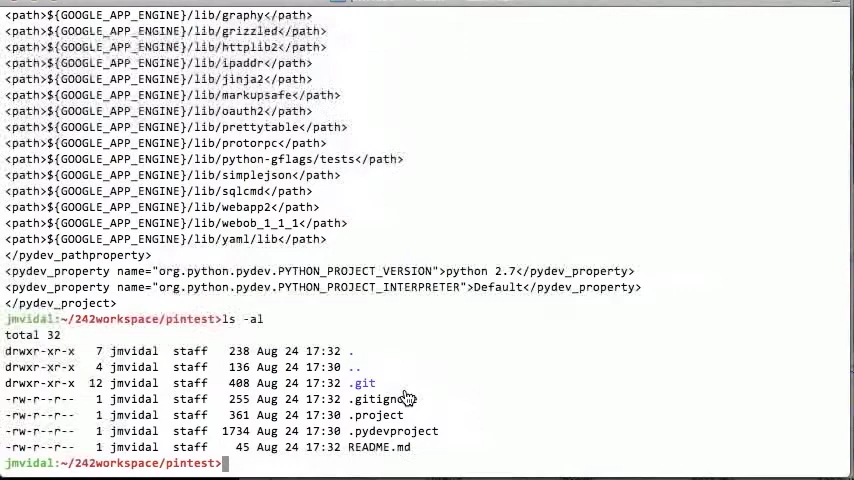 <path>${GOOGLE_APP_ENGINE}/lib/graphy</path>
<path>${GOOGLE_APP_ENGINE}/lib/grizzled</path>
<path>${GOOGLE_APP_ENGINE}/lib/httplib2</path>
<path>${GOOGLE_APP_ENGINE}/lib/ipaddr</path>
<path>${GOOGLE_APP_ENGINE}/lib/jinja2</path>
<path>${GOOGLE_APP_ENGINE}/lib/markupsafe</path>
<path>${GOOGLE_APP_ENGINE}/lib/oauth2</path>
<path>${GOOGLE_APP_ENGINE}/lib/prettytable</path>
<path>${GOOGLE_APP_ENGINE}/lib/protorpc</path>
<path>${GOOGLE_APP_ENGINE}/lib/python-gflags/tests</path>
<path>${GOOGLE_APP_ENGINE}/lib/simplejson</path>
<path>${GOOGLE_APP_ENGINE}/lib/sqlcmd</path>
<path>${GOOGLE_APP_ENGINE}/lib/webapp2</path>
<path>${GOOGLE_APP_ENGINE}/lib/webob_1_1_1</path>
<path>${GOOGLE_APP_ENGINE}/lib/yaml/lib</path>
</pydev_pathproperty>
<pydev_property name="org.python.pydev.PYTHON_PROJECT_VERSION">python 2.7</pydev_property>
<pydev_property name="org.python.pydev.PYTHON_PROJECT_INTERPRETER">Default</pydev_property>
</pydev_project>
jmvidal:~/242workspace/pintest>ls -al
total 32
drwxr-xr-x 7 jmvidal staff 238 Aug 24 17:32 .
drwxr-xr-x 4 jmvidal staff 136 Aug 24 17:30 ..
drwxr-xr-x 12 jmvidal staff 408 Aug 24 17:32 .git
-rw-r--r-- 1 jmvidal staff 255 Aug 24 17:32 .gitignore
-rw-r--r-- 1 jmvidal staff 361 Aug 24 17:30 .project
-rw-r--r-- 1 jmvidal staff 1734 Aug 24 17:30 .pydevproject
-rw-r--r-- 1 jmvidal staff 45 Aug 24 17:32 README.md
jmvidal:~/242workspace/pintest>